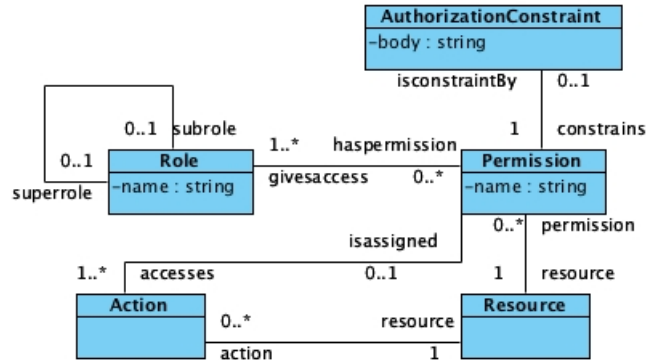 AuthorizationConstraint
-body : string
isconstraintBy 0..1
0..1 subrole
1 constrains
1..* haspermission
0..1
Role
Permission
superrole
-name : string
givesaccess 0..*
-name : string
isassigned
0..* permission
1..* accesses
0..1
1 resource
Action
Resource
0..* resource
action 1